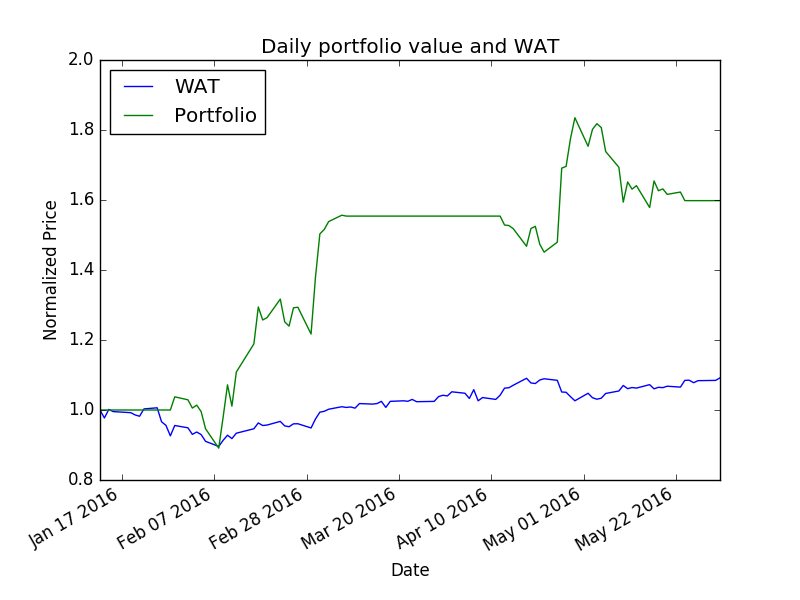 Daily portfolio value and WAT
2.0
1.8
1.6
1.4
1.2
1.0
0.8
Normalized Price
WAT
Portfolio
Jan 17 2016
Feb 07 2016
Feb 28 2016
Mar 20 2016
Apr 10 2016
May 01 2016
May 22 2016
Date